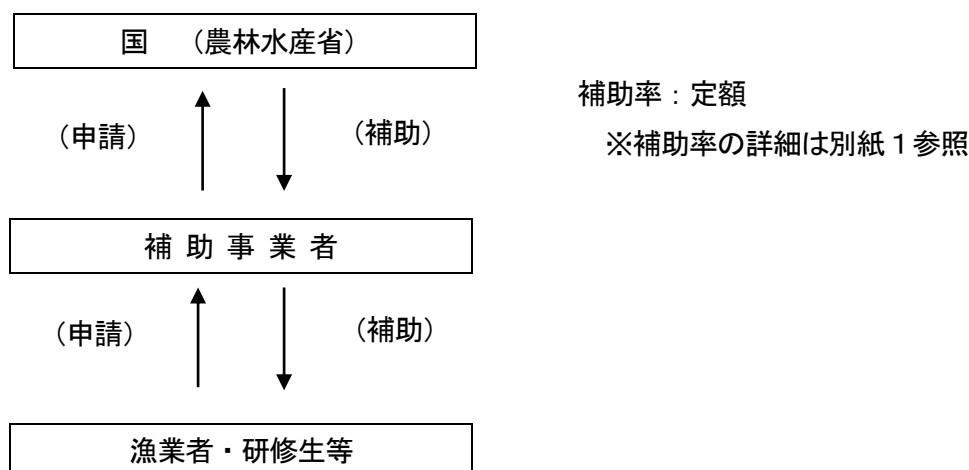 国　（農林水産省）
補助率：定額
（申請）
（補助）
※補助率の詳細は別紙１参照
補 助 事 業 者
（申請）
（補助）
漁業者・研修生等